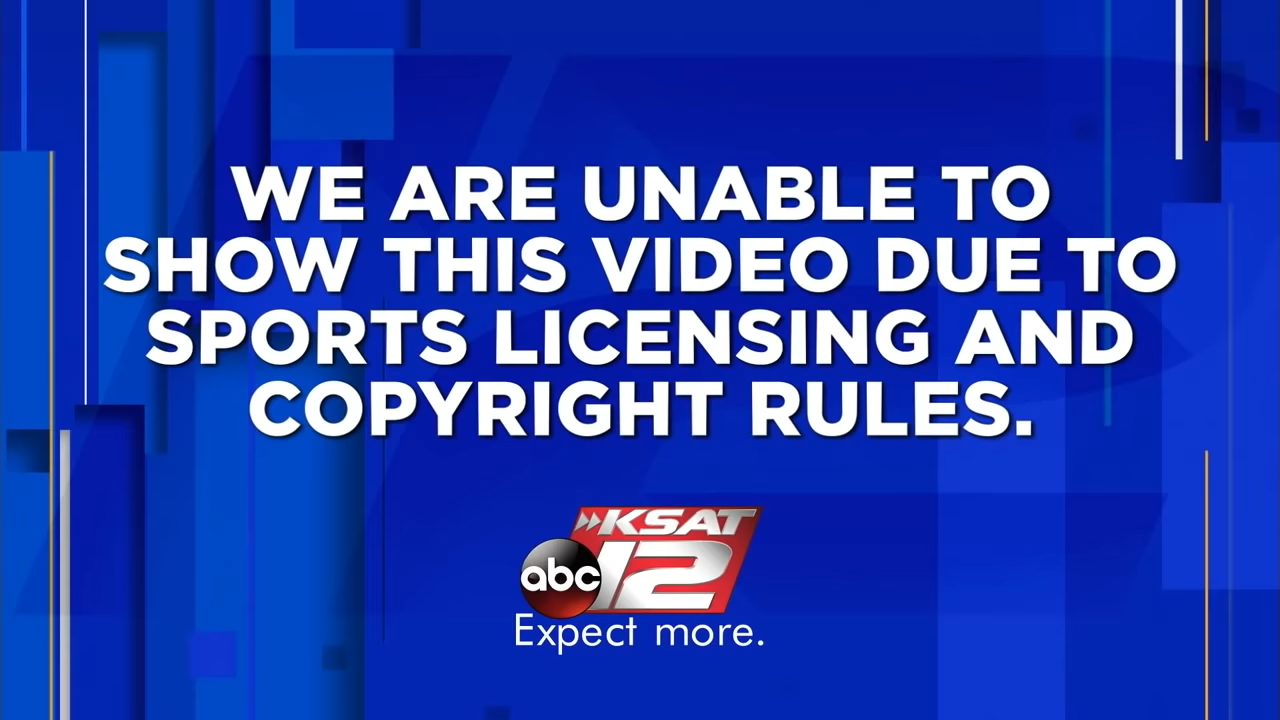 WE ARE UNABLE TO
SHOW THIS VIDEO DUE TO
SPORTS LICENSING AND
COPYRIGHT RULES.
KSAT
abc 12
Expect more.